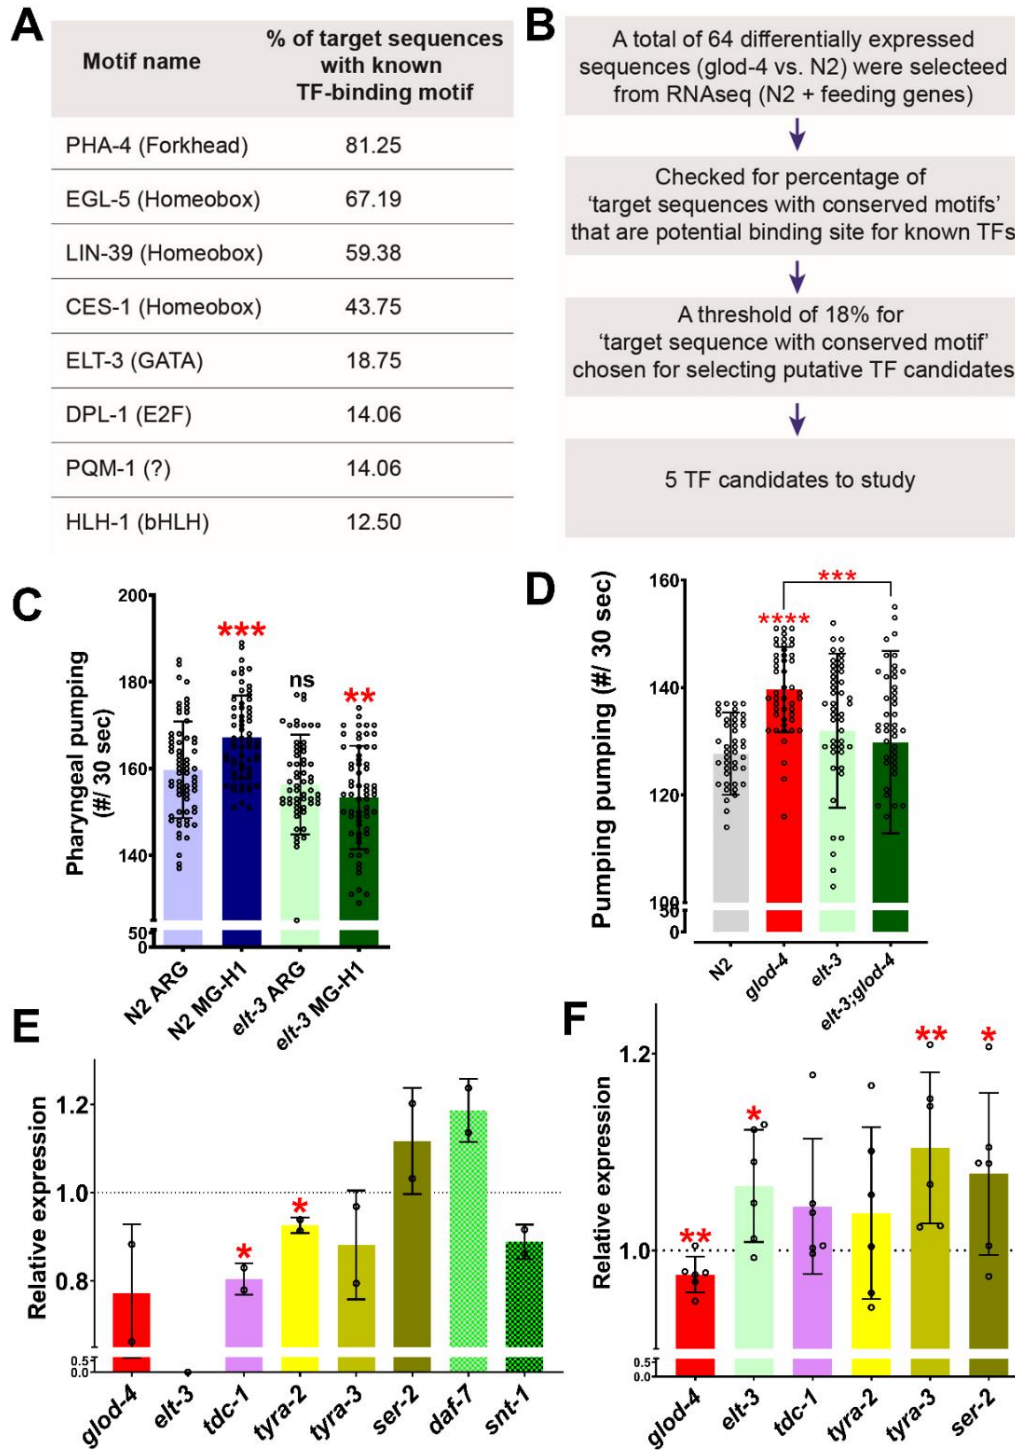 A
Motif name
% of target sequences
with known
TF-binding motif
PHA-4 (Forkhead) 81.25
EGL-5 (Homeobox) 67.19
LIN-39 (Homeobox) 59.38
CES-1 (Homeobox) 43.75
ELT-3 (GATA) 18.75
DPL-1 (E2F) 14.06
PQM-1 (?) 14.06
HLH-1 (bHLH) 12.50
B
A total of 64 differentially expressed
sequences (glod-4 vs. N2) were selecteed
from RNAseq (N2 + feeding genes)
Checked for percentage of
‘target sequences with conserved motifs’
that are potential binding site for known TFs
A threshold of 18% for
‘target sequence with conserved motif’
chosen for selecting putative TF candidates
5 TF candidates to study
C
Pharyngeal pumping
(#/ 30 sec)
200
180
160
140
50
0
***
ns
**
N2 ARG
N2 MG-H1
elt-3 ARG
elt-3 MG-H1
D
Pumping pumping (#/ 30 sec)
160
140
120
100
50
0
****
***
N2
glod-4
elt-3
elt-3;glod-4
E
Relative expression
1.2
1.0
0.8
0.5
0.0
*
*
glod-4
elt-3
tdc-1
tyra-2
tyra-3
ser-2
daf-7
snt-1
F
Relative expression
1.2
1.0
0.5
0.0
**
*
**
*
glod-4
elt-3
tdc-1
tyra-2
tyra-3
ser-2